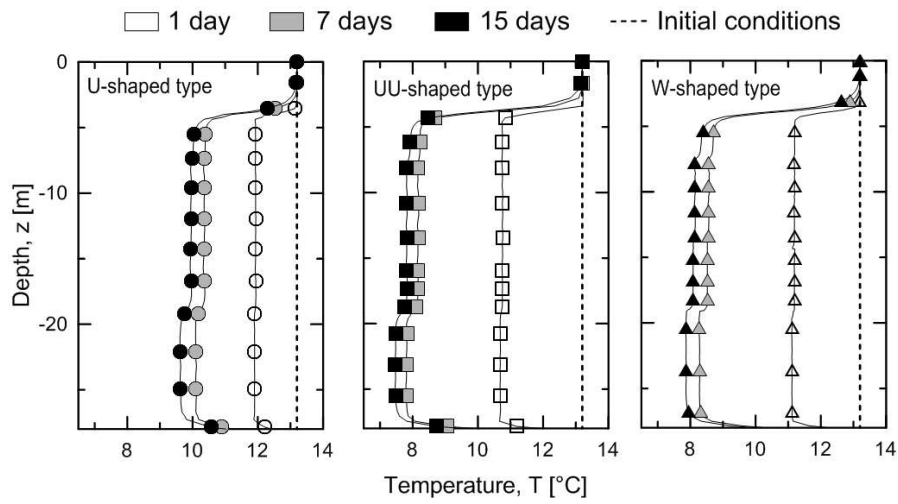 1 day 7 days 15 days Initial conditions
U-shaped type UU-shaped type W-shaped type
Depth, z [m]
0
-10
-20
8 10 12 14 8 10 12 14 8 10 12 14
Temperature, T [°C]